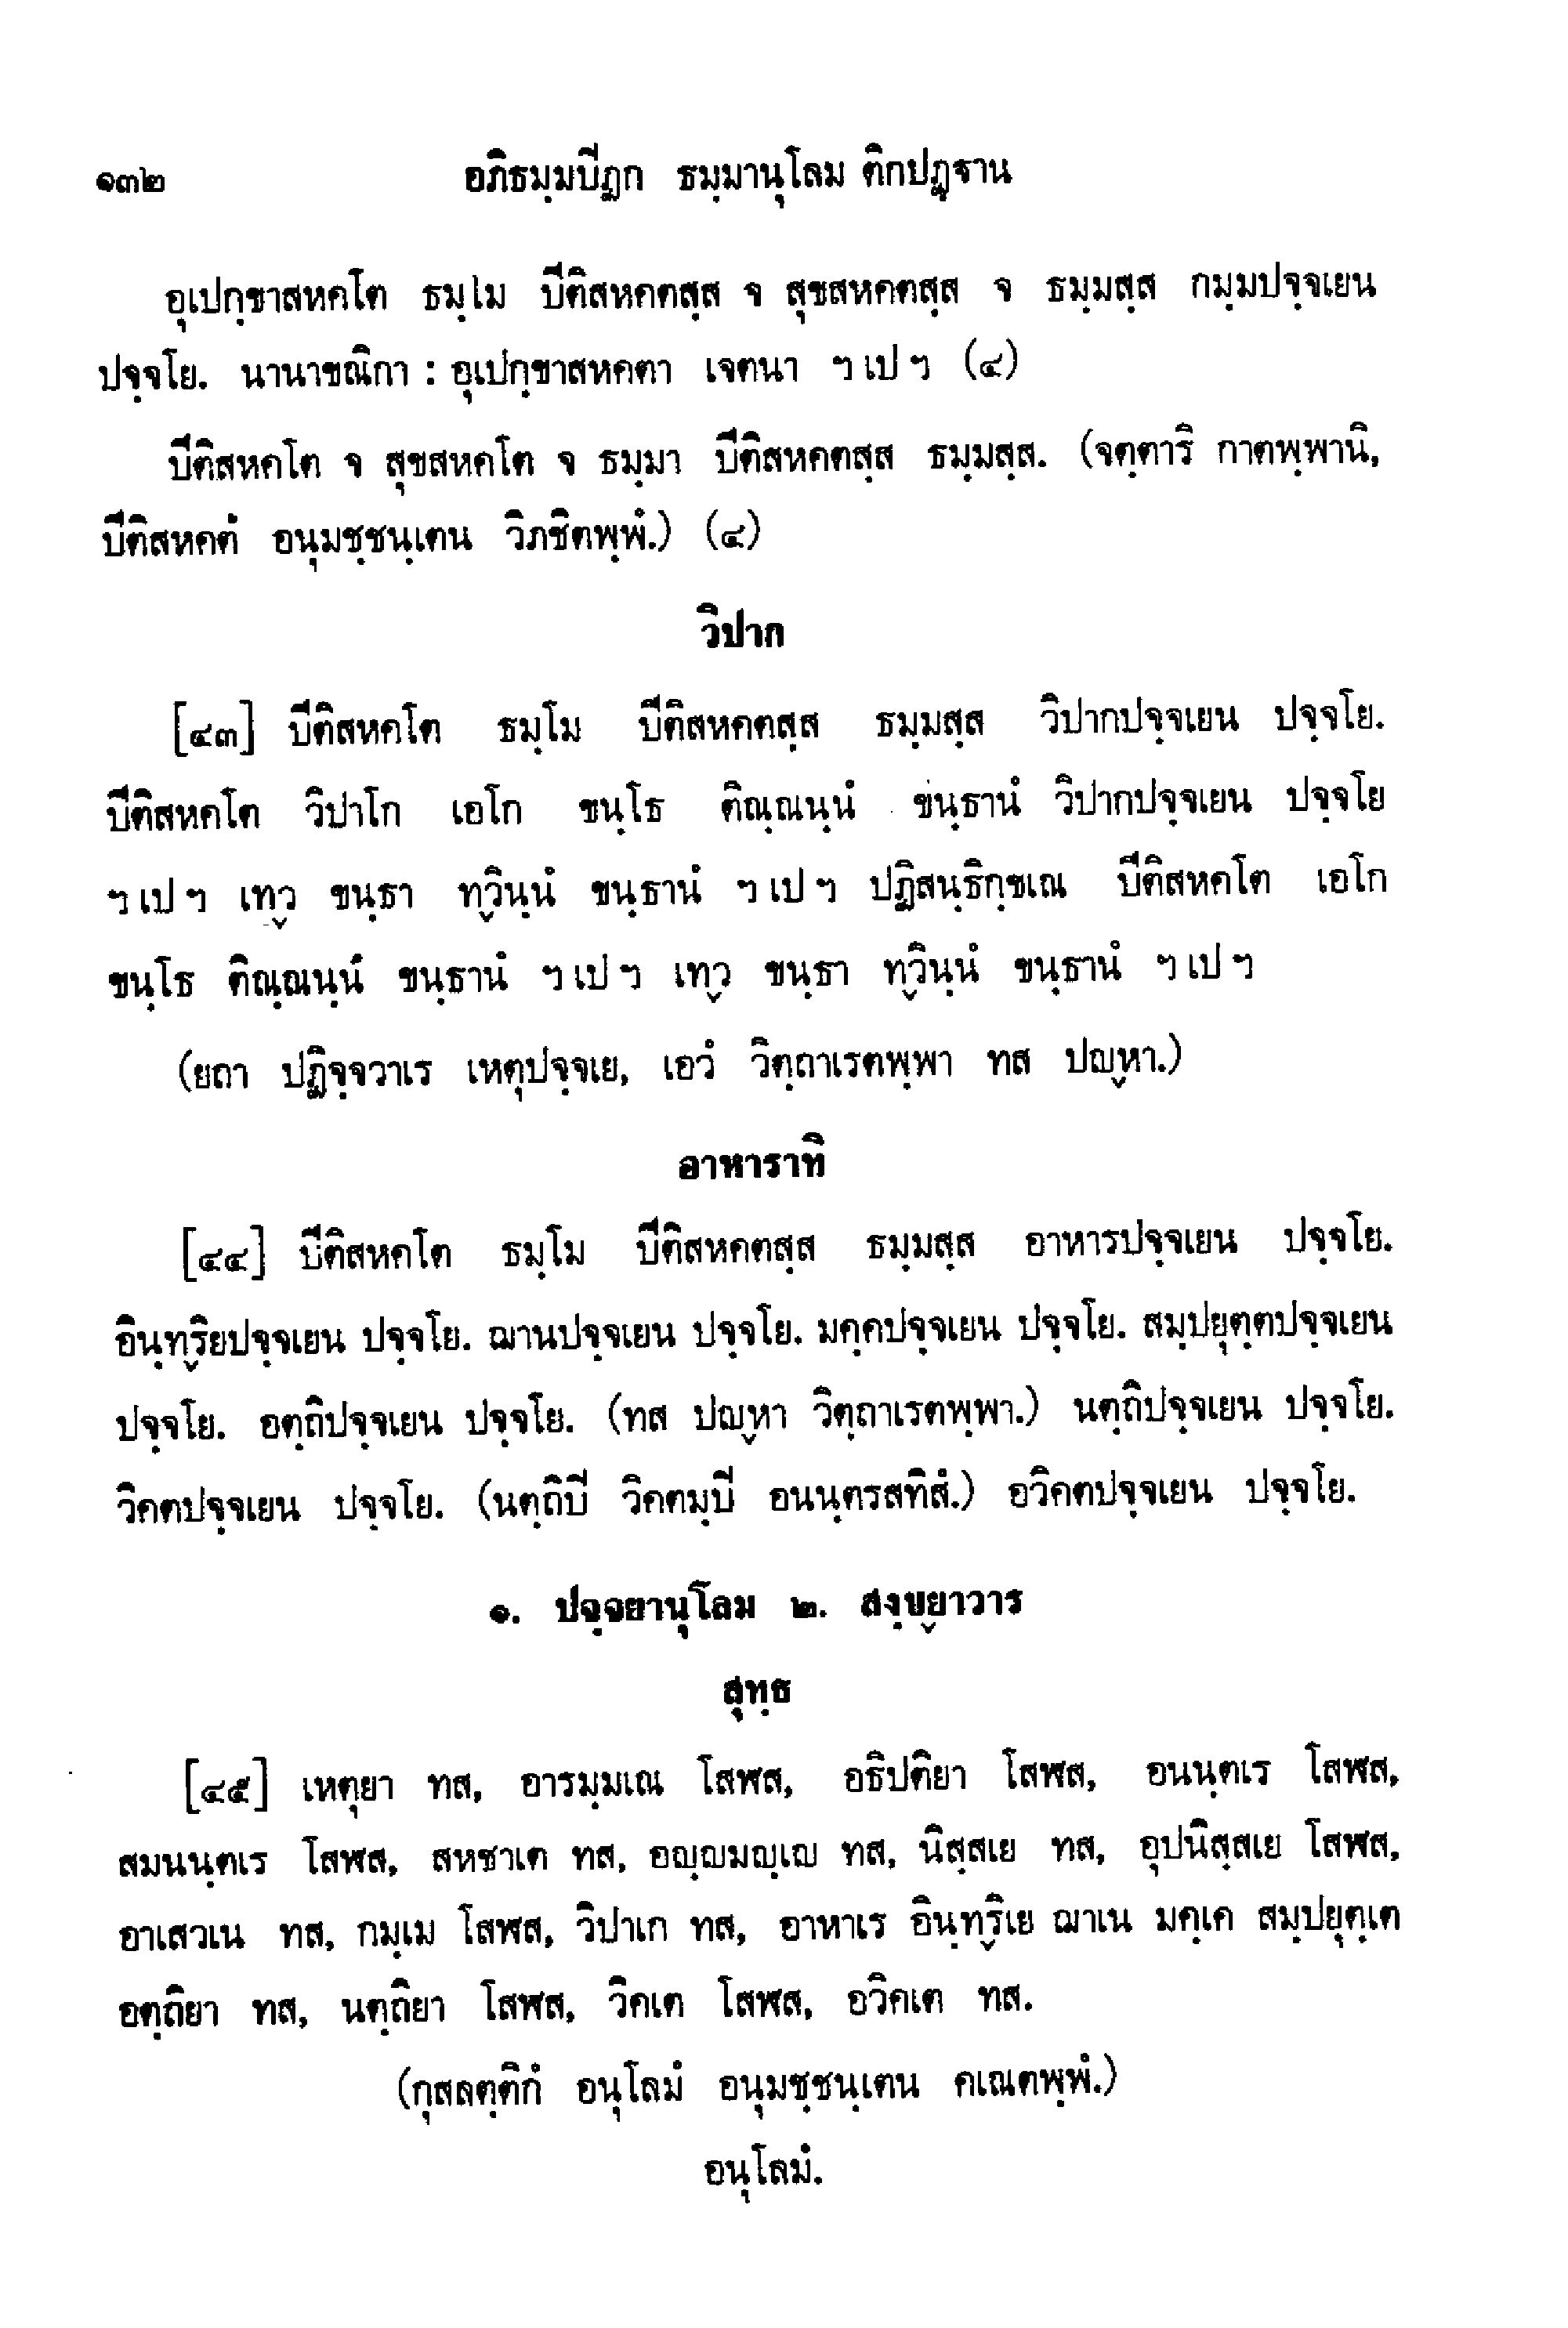 ๑๓๒ อภิธมฺมปีฏก ธมฺมานุโลม ติกปฏฺฐาน
อุเปกฺขาสหคโต ธมฺโม ปีติสหคตสฺส จ สุขสหคตสฺส จ ธมฺมสฺส กมฺมปจฺจเยน
ปจฺจโย. นานาขณิกา : อุเปกฺขาสหคตา เจตนา ฯ เป ฯ (๔)
ปีติสหคโต จ สุขสหคโต จ ธมฺมา ปีติสหคตสฺส ธมฺมสฺส. (จตฺตาริ กาตพฺพานิ,
ปีติสหคตํ อนุมชฺชนฺเตน วิภชิตพฺพํ.) (๔)
วิปาก
[๔๓] ปีติสหคโต ธมฺโม ปีติสหคตสฺส ธมฺมสฺส วิปากปจฺจเยน ปจฺจโย.
ปีติสหคโต วิปาโก เอโก ขนฺโธ ติณฺณนฺนํ ขนฺธานํ วิปากปจฺจเยน ปจฺจโย
ฯ เป ฯ เทฺว ขนฺธา ทฺวินฺนํ ขนฺธานํ ฯ เป ฯ ปฏิสนฺธิกฺขเณ ปีติสหคโต เอโก
ขนฺโธ ติณฺณนฺนํ ขนฺธานํ ฯ เป ฯ เทฺว ขนฺธา ทฺวินฺนํ ขนฺธานํ ฯ เป ฯ
(ยถา ปฏิจฺจวาเร เหตุปจฺจเย, เอวํ วิตฺถาเรตพฺพา ทส ปญฺหา.)
อาหาราทิ
[๔๔] ปีติสหคโต ธมฺโม ปีติสหคตสฺส ธมฺมสฺส อาหารปจฺจเยน ปจฺจโย.
อินฺทฺริยปจฺจเยน ปจฺจโย. ฌานปจฺจเยน ปจฺจโย. มคฺคปจฺจเยน ปจฺจโย. สมฺปยุตฺตปจฺจเยน
ปจฺจโย. อตฺถิปจฺจเยน ปจฺจโย. (ทส ปญฺหา วิตฺถาเรตพฺพา.) นตฺถิปจฺจเยน ปจฺจโย.
วิคตปจฺจเยน ปจฺจโย. (นตฺถิปี วิคตมฺปี อนนฺตรสทิสํ.) อวิคตปจฺจเยน ปจฺจโย.
๑. ปจฺจยานุโลม ๒. สงฺขฺยาวาร
สุทฺธ
[๔๕] เหตุยา ทส, อารมฺมเณ โสฬส, อธิปติยา โสฬส, อนนฺตเร โสฬส,
สมนนฺตเร โสฬส, สหชาเต ทส, อญฺญมญฺเญ ทส, นิสฺสเย ทส, อุปนิสฺสเย โสฬส,
อาเสวเน ทส, กมฺเม โสฬส, วิปาเก ทส, อาหาเร อินฺทฺริเย ฌาเน มคฺเค สมฺปยุตฺเต
อตฺถิยา ทส, นตฺถิยา โสฬส, วิคเต โสฬส, อวิคเต ทส.
(กุสลตฺติกํ อนุโลมํ อนุมชฺชนฺเตน คเณตพฺพํ.)
อนุโลมํ.